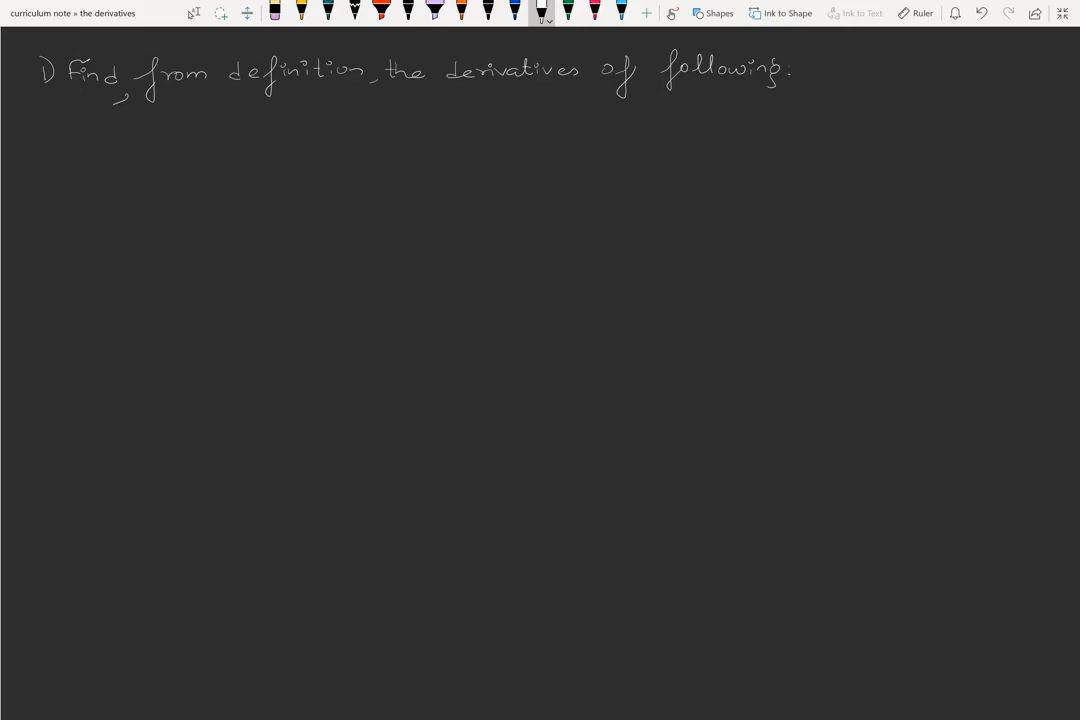 curriculum note » the derivatives
Shapes
Ink to Shape
Ink to Text
Ruler
1) Find, from definition, the derivatives of following: